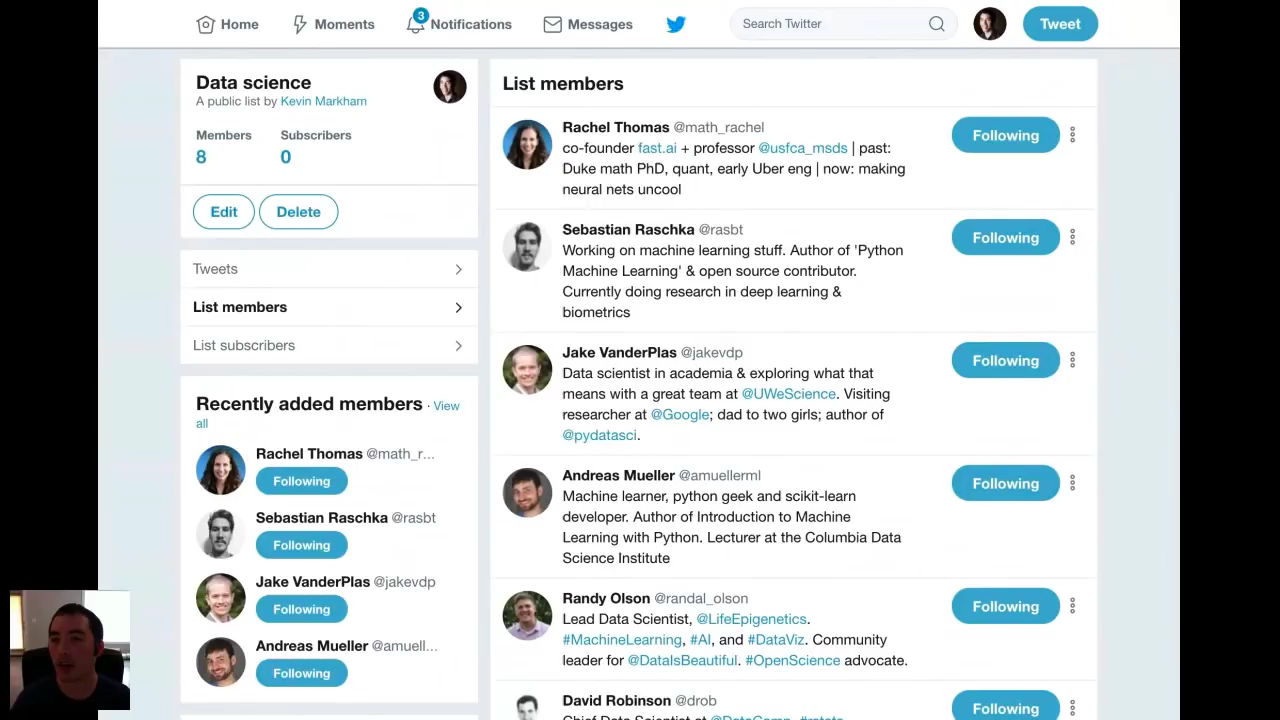 Home
Moments
3
Notifications
Messages
Search Twitter
Tweet
Data science
A public list by Kevin Markham
Members Subscribers
8 0
Edit Delete
Tweets
List members
List subscribers
Recently added members · View
all
Rachel Thomas @math_r...
Following
Sebastian Raschka @rasbt
Following
Jake VanderPlas @jakevdp
Following
Andreas Mueller @amuell...
Following
List members
Rachel Thomas @math_rachel
Following
co-founder fast.ai + professor @usfca_msds | past:
Duke math PhD, quant, early Uber eng | now: making
neural nets uncool
Sebastian Raschka @rasbt
Following
Working on machine learning stuff. Author of 'Python
Machine Learning' & open source contributor.
Currently doing research in deep learning &
biometrics
Jake VanderPlas @jakevdp
Following
Data scientist in academia & exploring what that
means with a great team at @UWeScience. Visiting
researcher at @Google; dad to two girls; author of
@pydatasci.
Andreas Mueller @amuellerml
Following
Machine learner, python geek and scikit-learn
developer. Author of Introduction to Machine
Learning with Python. Lecturer at the Columbia Data
Science Institute
Randy Olson @randal_olson
Following
Lead Data Scientist, @LifeEpigenetics.
#MachineLearning, #AI, and #DataViz. Community
leader for @DataIsBeautiful. #OpenScience advocate.
David Robinson @drob
Following
Chief Data Scientist at @DataCamp, #rstats